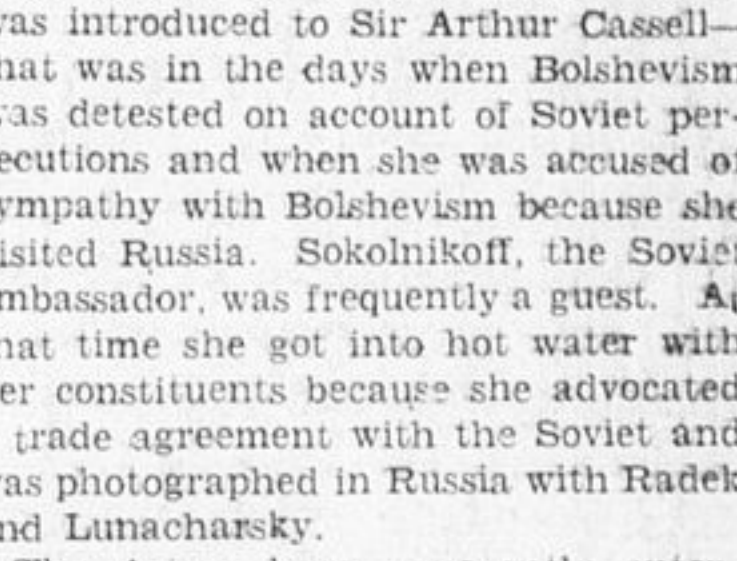 was introduced to Sir Arthur Cassell—
that was in the days when Bolshevism
was detested on account of Soviet per-
ecutions and when she was accused of
ympathy with Bolshevism because she
isited Russia. Sokolnikoff, the Soviet
mbassador, was frequently a guest. At
hat time she got into hot water with
er constituents because she advocated
trade agreement with the Soviet and
was photographed in Russia with Radek
nd Lunacharsky.